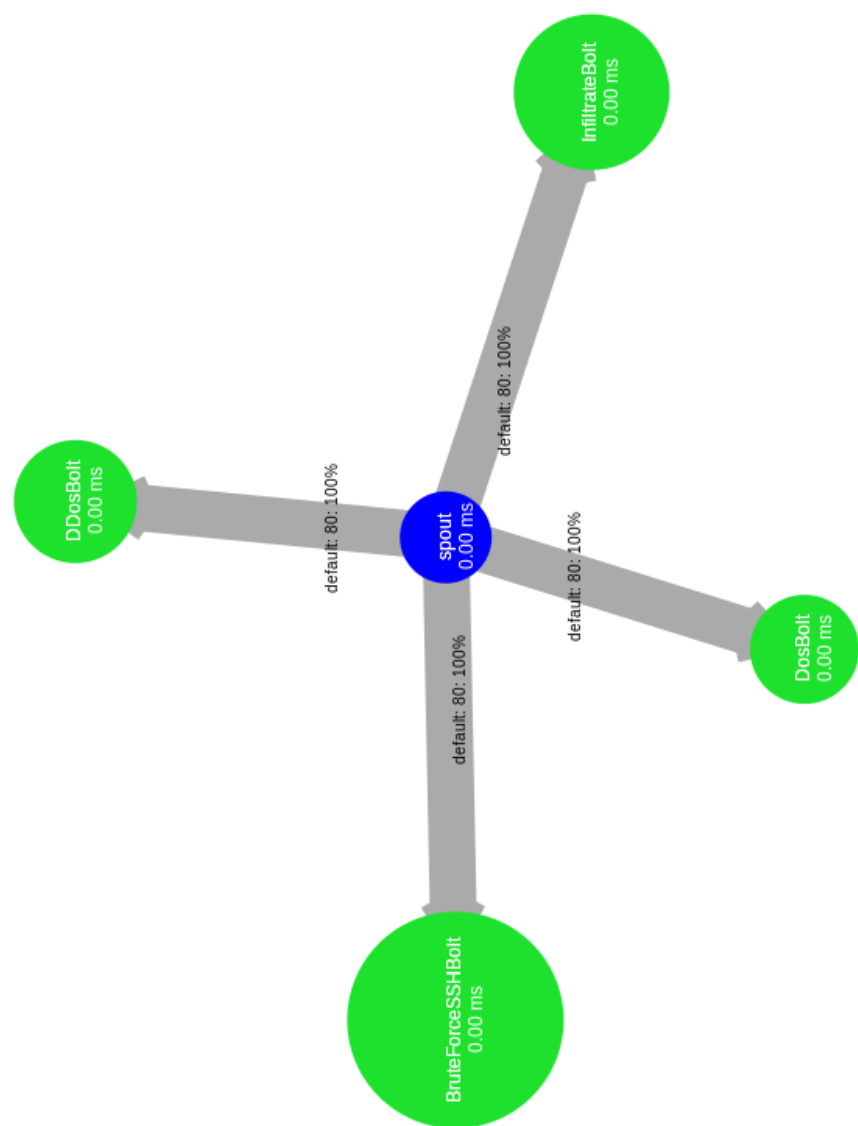 InfiltrateBolt
0.00 ms
default: 80: 100%
DDosBolt
0.00 ms
default: 80: 100%
spout
0.00 ms
default: 80: 100%
default: 80: 100%
DosBolt
0.00 ms
BruteForceSSHBolt
0.00 ms